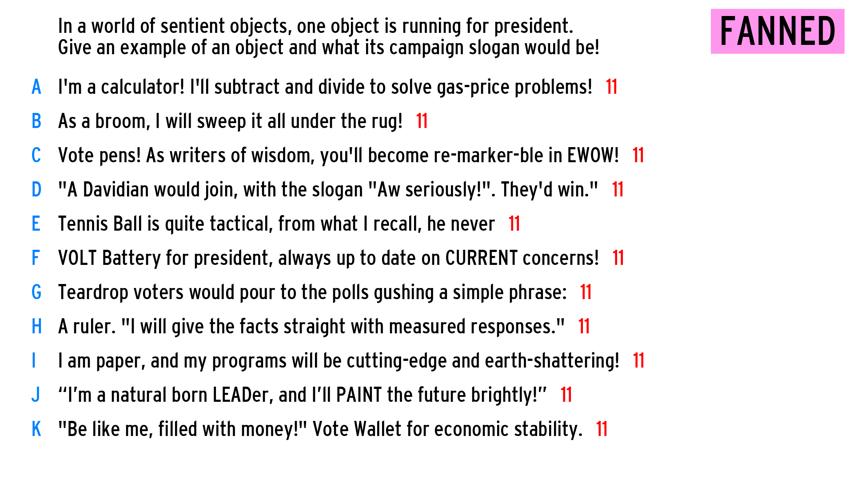 In a world of sentient objects, one object is running for president.
Give an example of an object and what its campaign slogan would be!
FANNED
A I'm a calculator! I'll subtract and divide to solve gas-price problems! 11
B As a broom, I will sweep it all under the rug! 11
C Vote pens! As writers of wisdom, you'll become re-marker-ble in EWOW! 11
D "A Davidian would join, with the slogan "Aw seriously!". They'd win." 11
E Tennis Ball is quite tactical, from what I recall, he never 11
F VOLT Battery for president, always up to date on CURRENT concerns! 11
G Teardrop voters would pour to the polls gushing a simple phrase: 11
H A ruler. "I will give the facts straight with measured responses." 11
I I am paper, and my programs will be cutting-edge and earth-shattering! 11
J “I’m a natural born LEADer, and I’ll PAINT the future brightly!” 11
K "Be like me, filled with money!" Vote Wallet for economic stability. 11